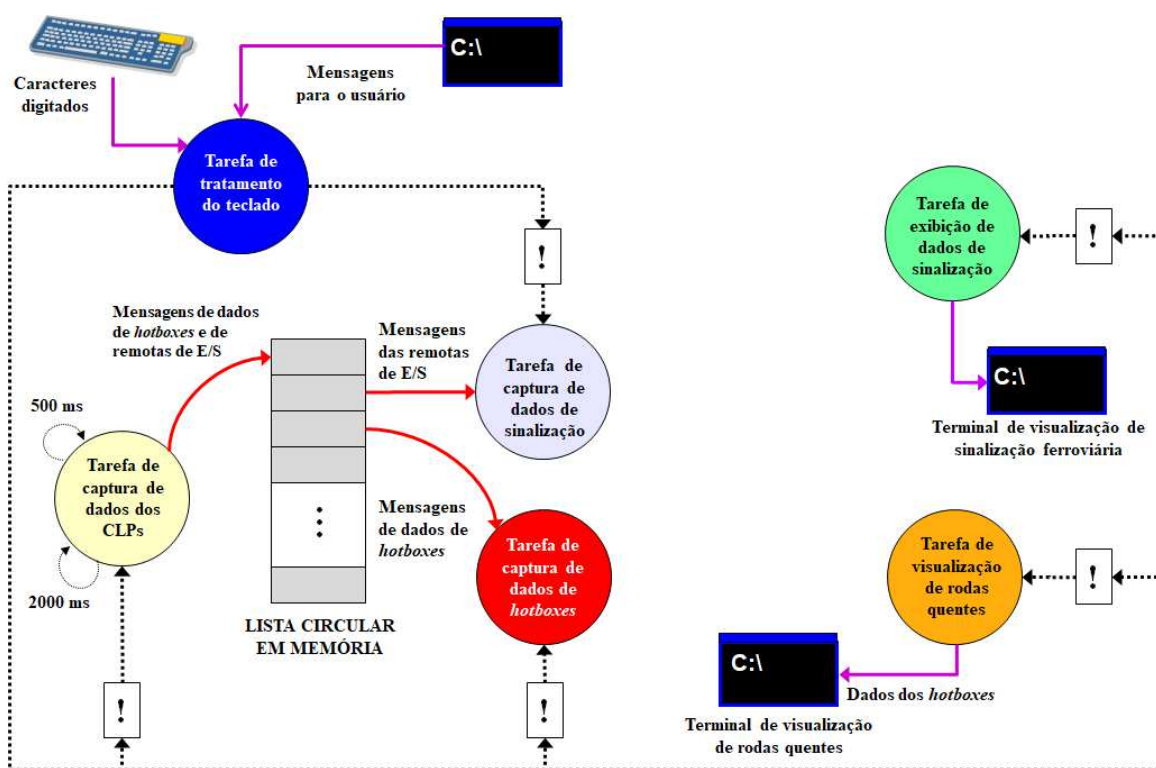 C:\
Mensagens
para o usuário
Caracteres
digitados
Tarefa de
tratamento
do teclado
Tarefa de
exibição de
dados de
sinalização
!
!
Mensagens de dados
de hotboxes e de
remotas de E/S
Mensagens
das remotas
de E/S
Tarefa de
captura de
dados de
sinalização
C:\
Terminal de visualização de
sinalização ferroviária
500 ms
Tarefa de
captura de
dados dos
CLPs
2000 ms
Mensagens
de dados de
hotboxes
Tarefa de
captura de
dados de
hotboxes
Tarefa de
visualização
de rodas
quentes
!
LISTA CIRCULAR
EM MEMÓRIA
C:\
Dados dos hotboxes
Terminal de visualização
de rodas quentes
!
!